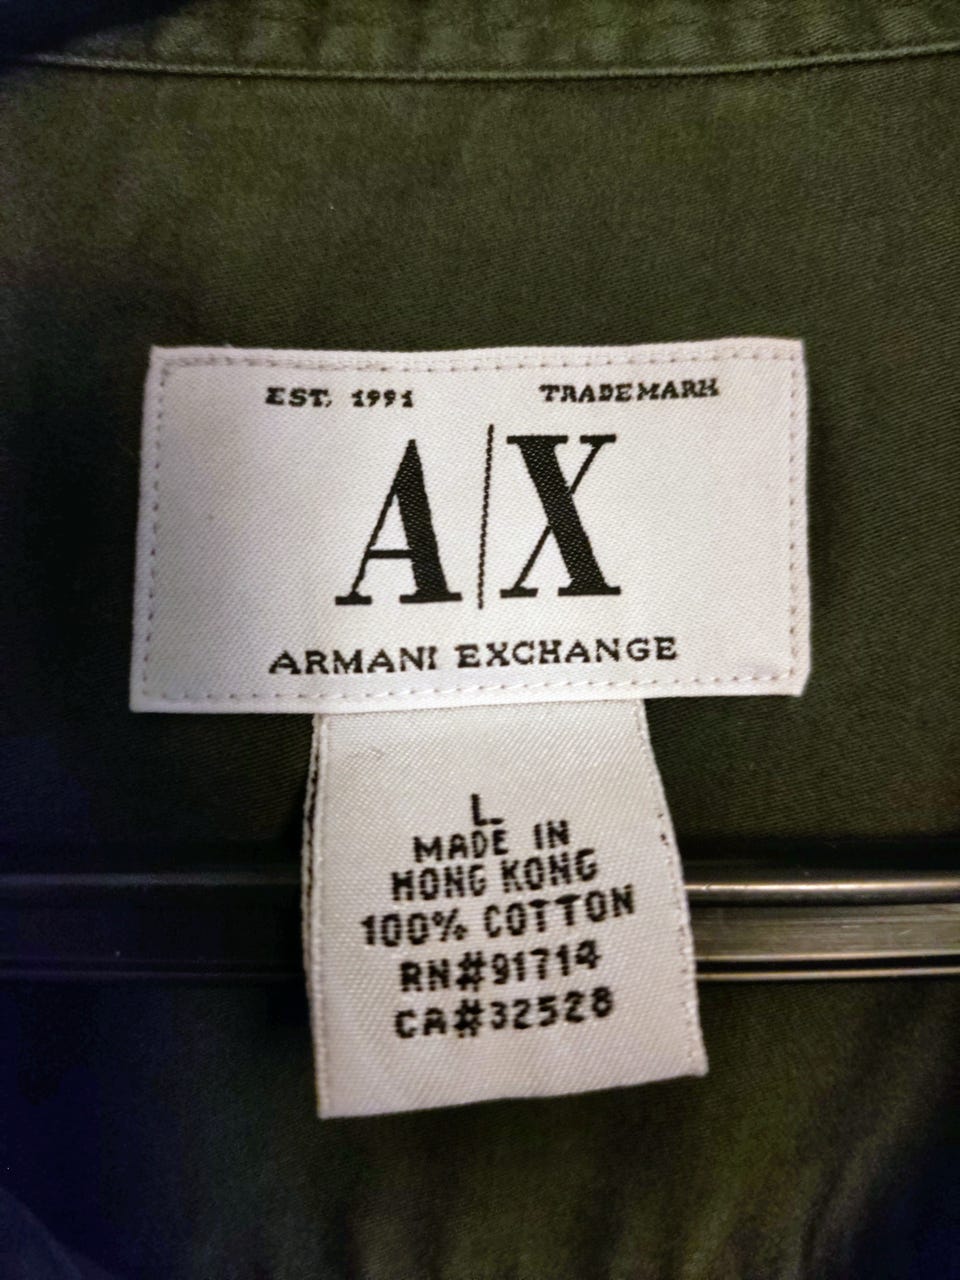 EST. 1991 TRADEMARK
A|X
ARMANI EXCHANGE
L
MADE IN
HONG KONG
100% COTTON
RN#91714
CA#32528